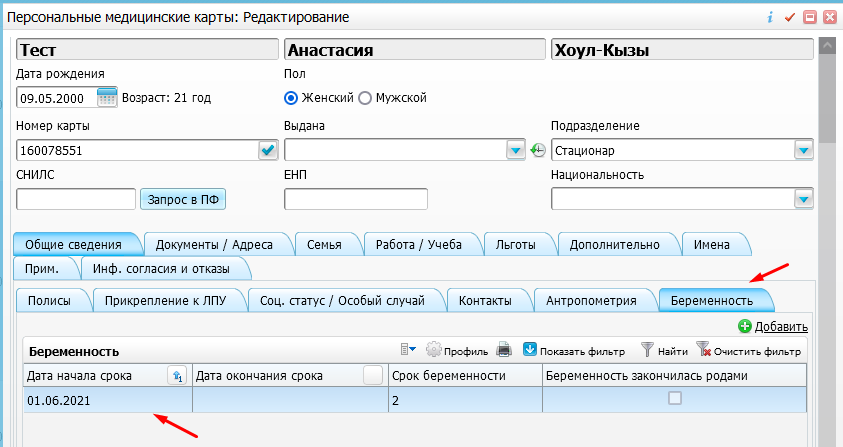 Персональные медицинские карты: Редактирование
Тест Анастасия Хоул-Кызы
Дата рождения Пол
09.05.2000 Возраст: 21 год Женский Мужской
Номер карты Выдана Подразделение
160078551 Стационар
СНИЛС ЕНП Национальность
Запрос в ПФ
Общие сведения Документы / Адреса Семья Работа / Учеба Льготы Дополнительно Имена
Прим. Инф. согласия и отказы
Полисы Прикрепление к ЛПУ Соц. статус / Особый случай Контакты Антропометрия Беременность
Добавить
Беременность Профиль Показать фильтр Найти Очистить фильтр
Дата начала срока 1 Дата окончания срока Срок беременности Беременность закончилась родами
01.06.2021 2